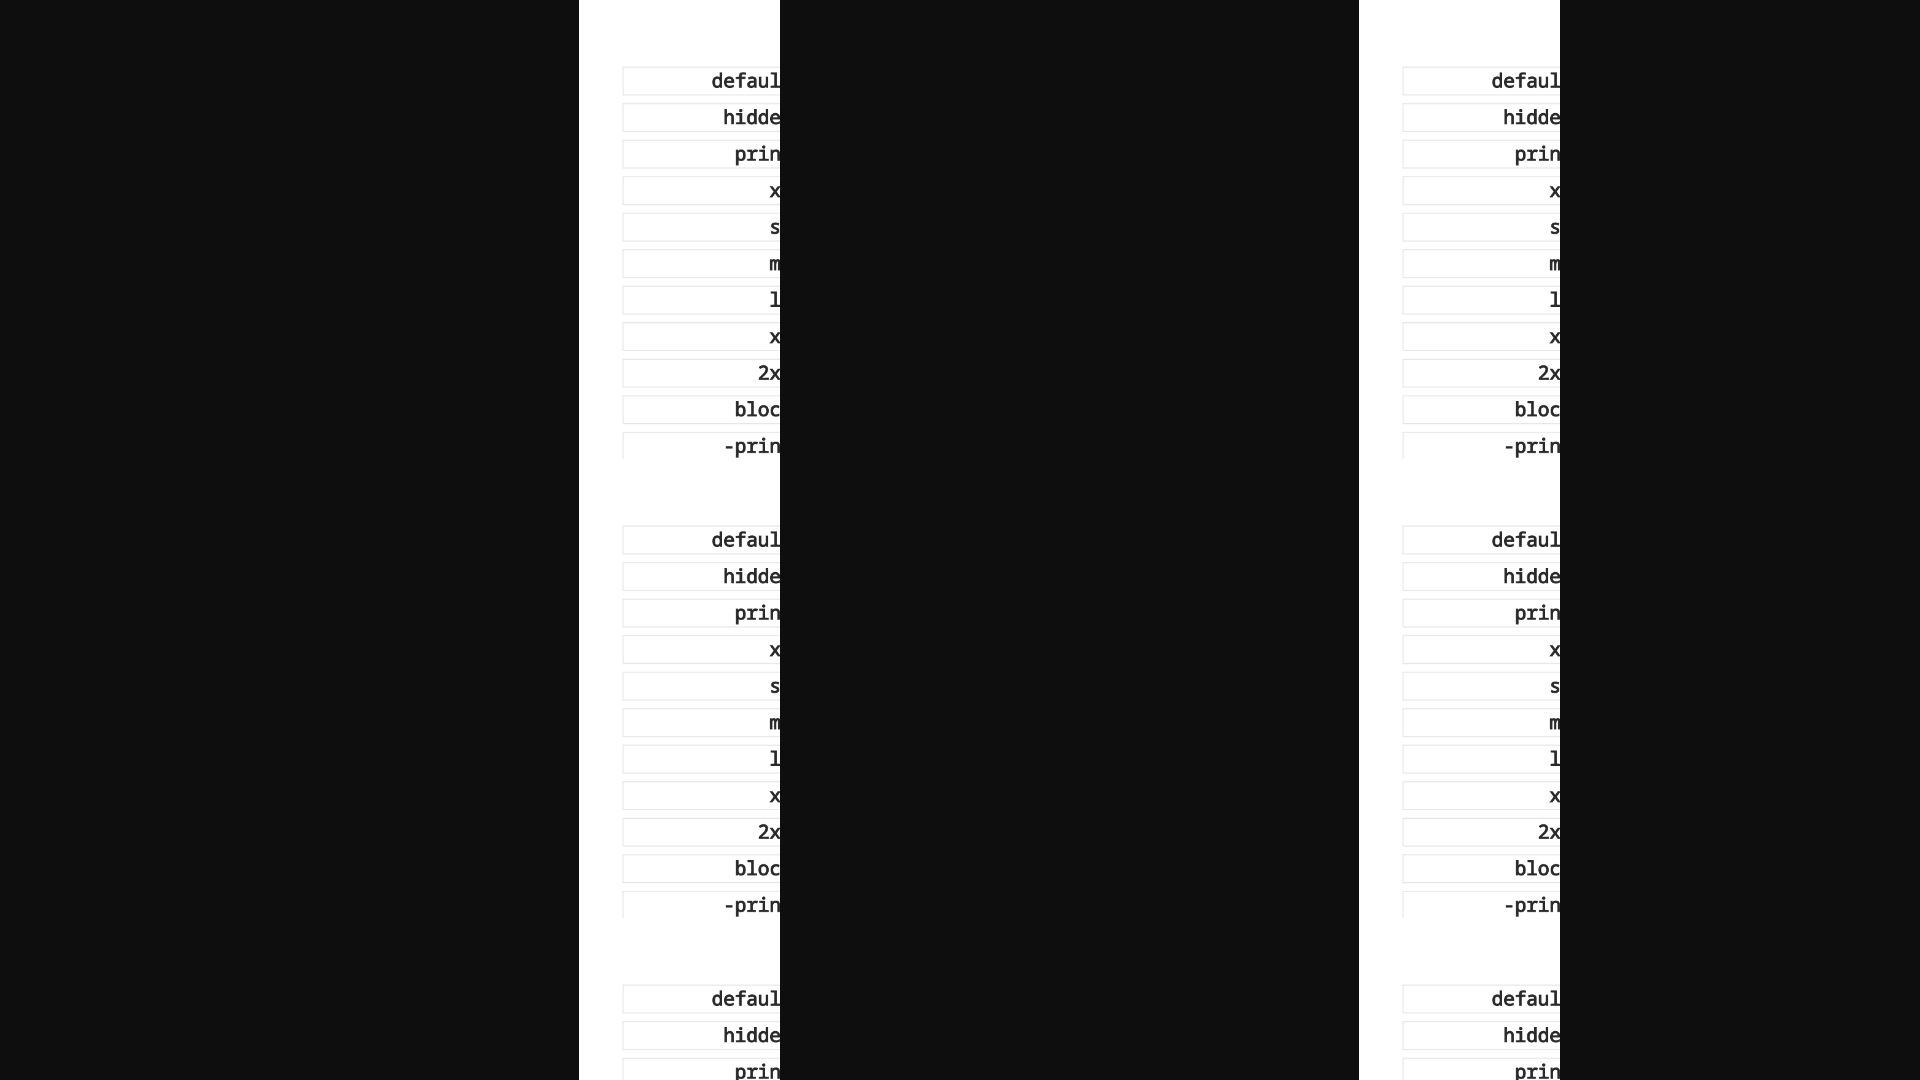 defaul
hidde
prin
x
s
m
l
x
2x
bloc
-prin
defaul
hidde
prin
x
s
m
l
x
2x
bloc
-prin
defaul
hidde
prin
defaul
hidde
prin
x
s
m
l
x
2x
bloc
-prin
defaul
hidde
prin
x
s
m
l
x
2x
bloc
-prin
defaul
hidde
prin